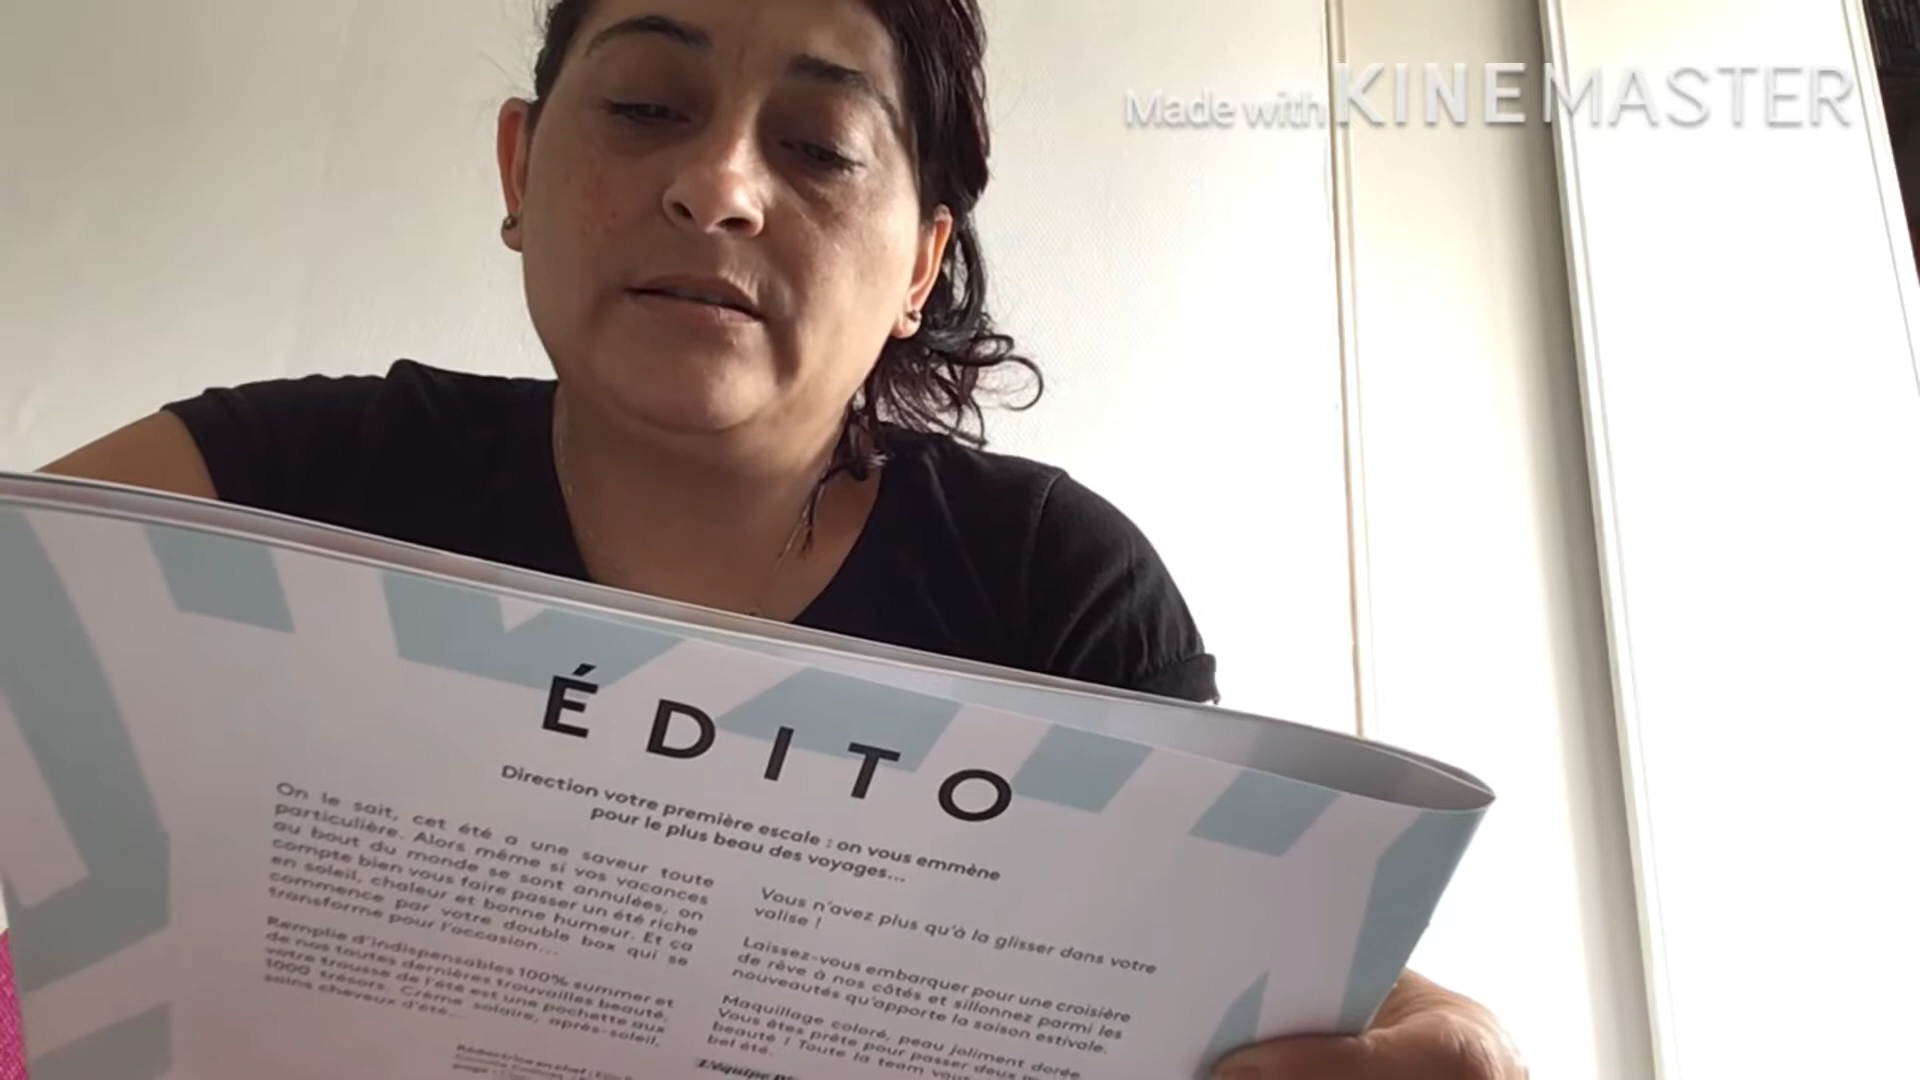 Made with KINEMASTER
ÉDITO
Direction votre première escale : on vous emmène
pour le plus beau des voyages...
On le sait, cet été a une saveur toute
particulière. Alors même si vos vacances
au bout du monde se sont annulées, on
compte bien vous faire passer un été riche
en soleil, chaleur et bonne humeur. Et ça
commence par votre double box qui se
transforme pour l'occasion...
Remplie d'indispensables 100% summer et
de nos toutes dernières trouvailles beauté,
votre trousse de l'été est une pochette aux
1000 trésors. Crème solaire, après-soleil,
soins cheveux d'été...
Vous n'avez plus qu'à la glisser dans votre
valise !
Laissez-vous embarquer pour une croisière
de rêve à nos côtés et sillonnez parmi les
nouveautés qu'apporte la saison estivale.
Maquillage coloré, peau joliment dorée
Vous êtes prête pour passer deux
beauté ! Toute la team vous
bel été.
L'équipe
Rédactrice en chef :